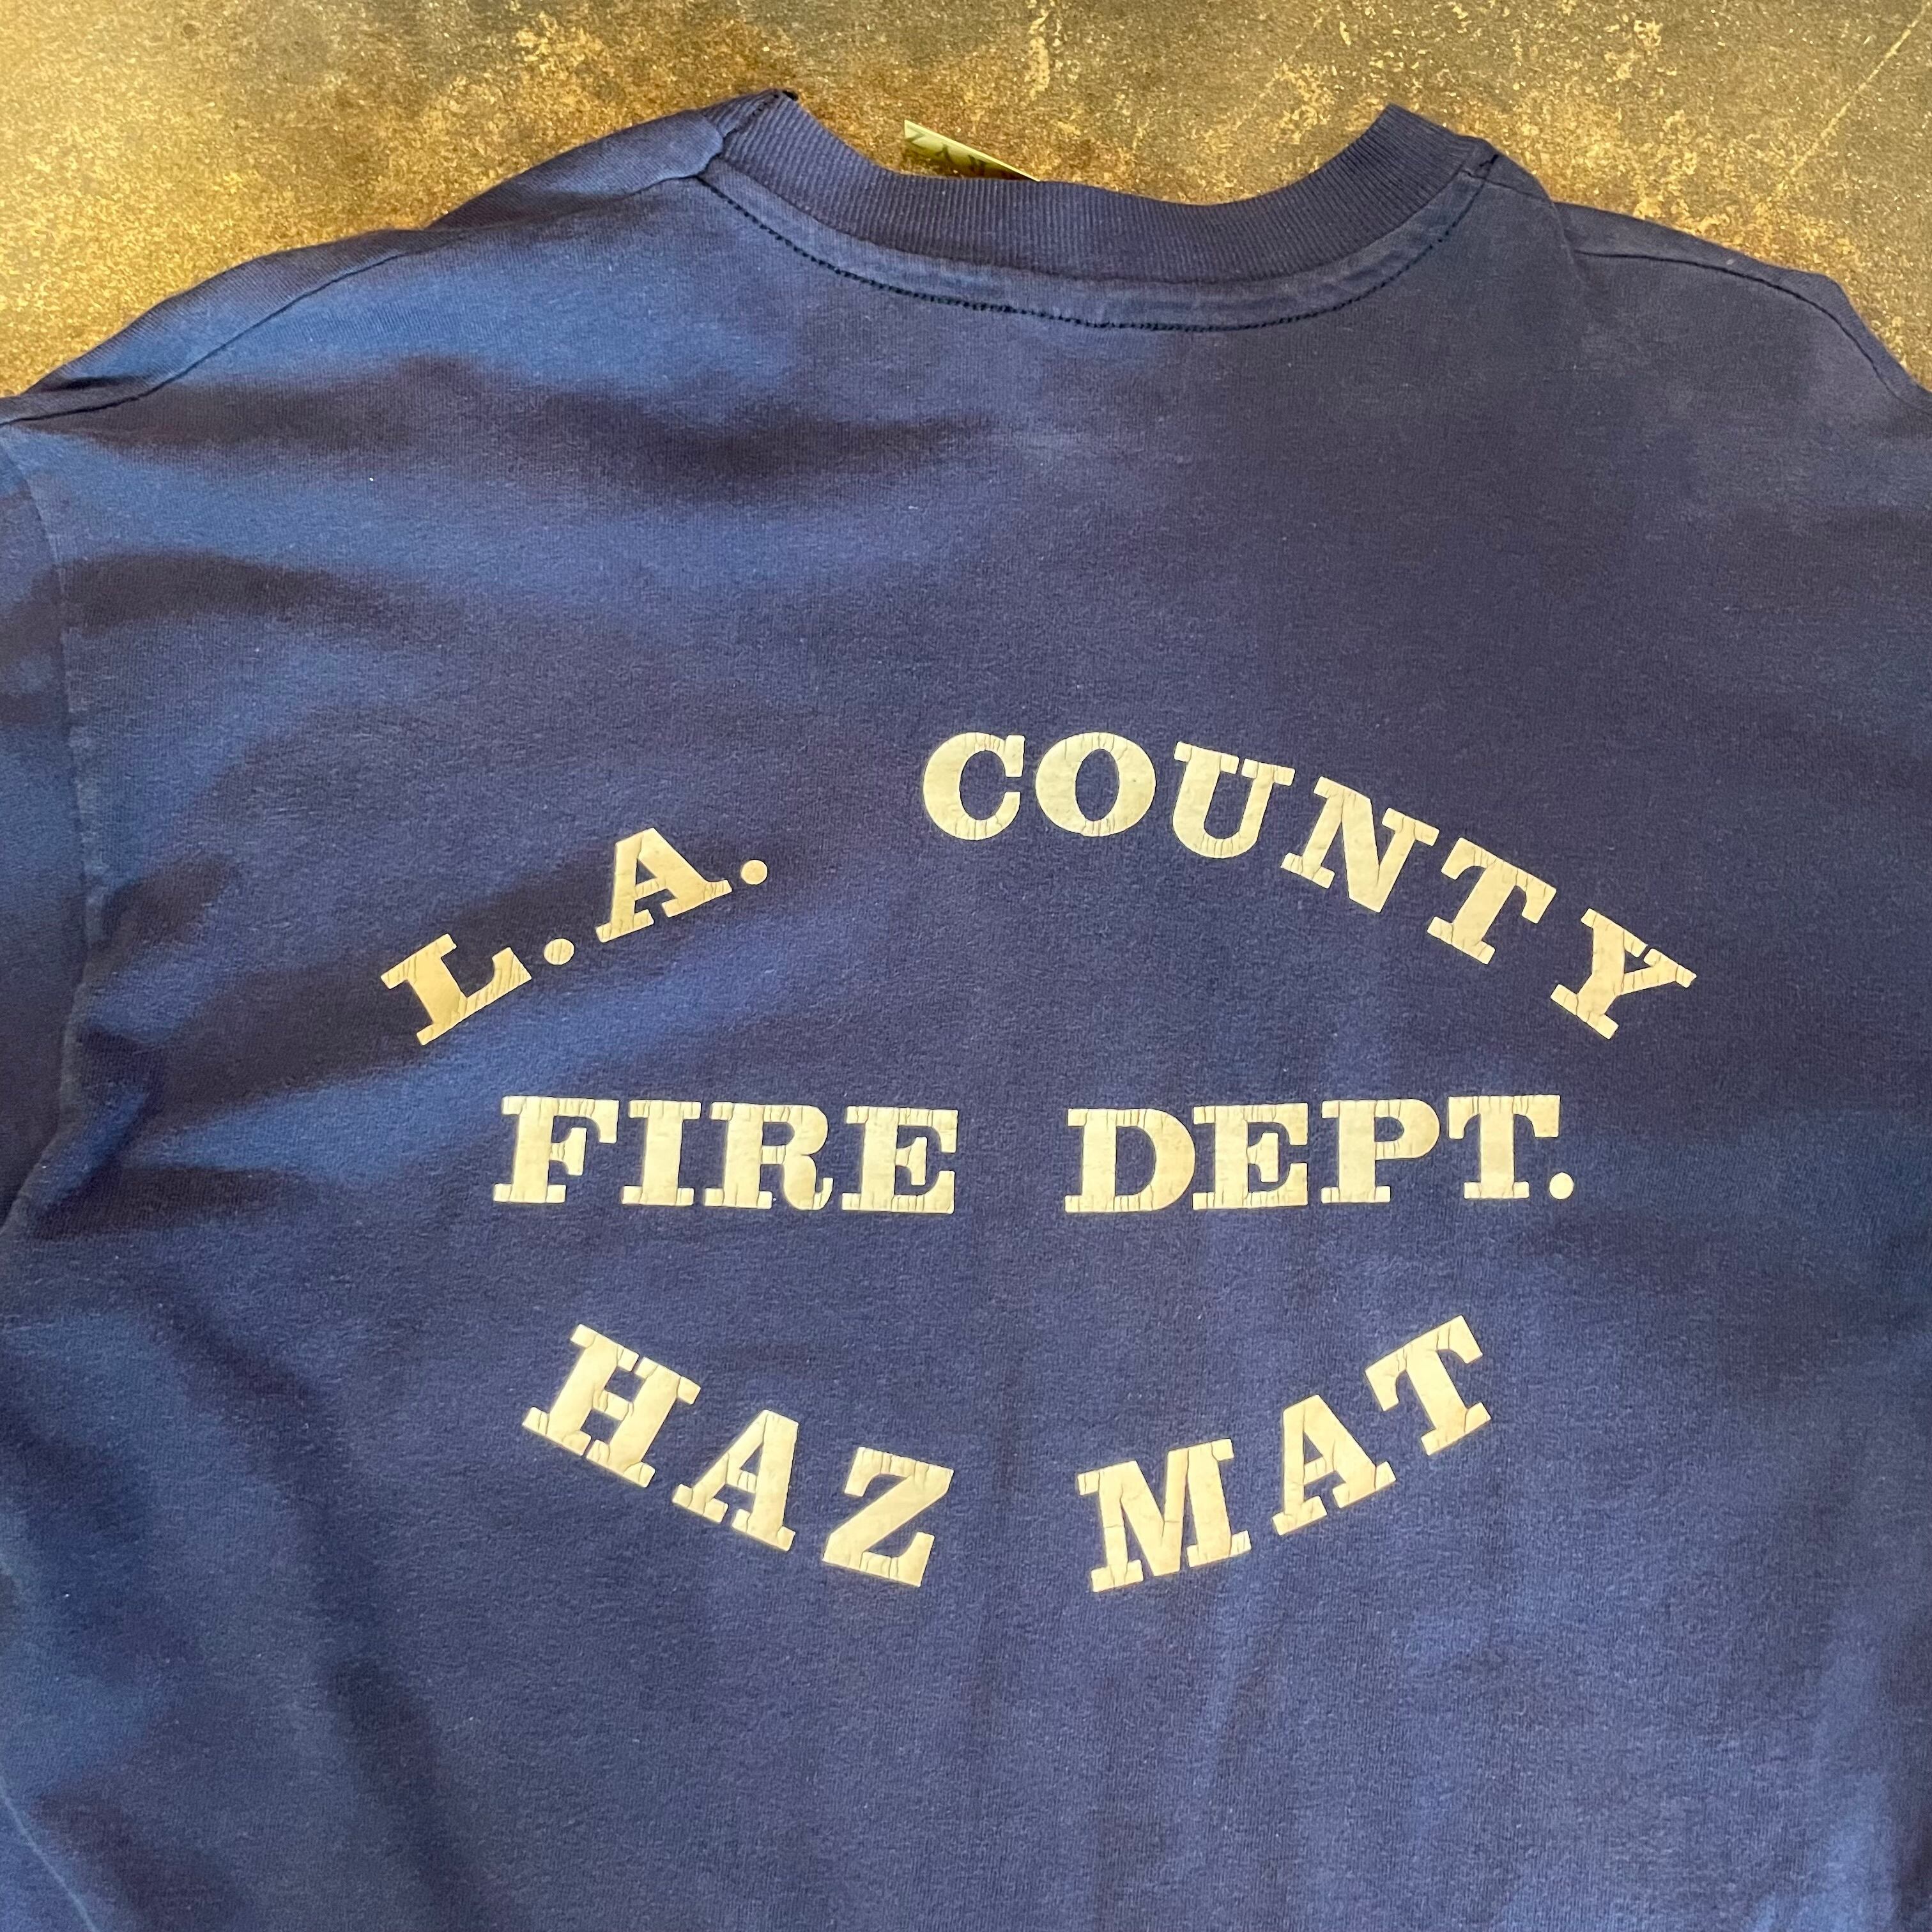 L.A. COUNTY
FIRE DEPT.
HAZ MAT